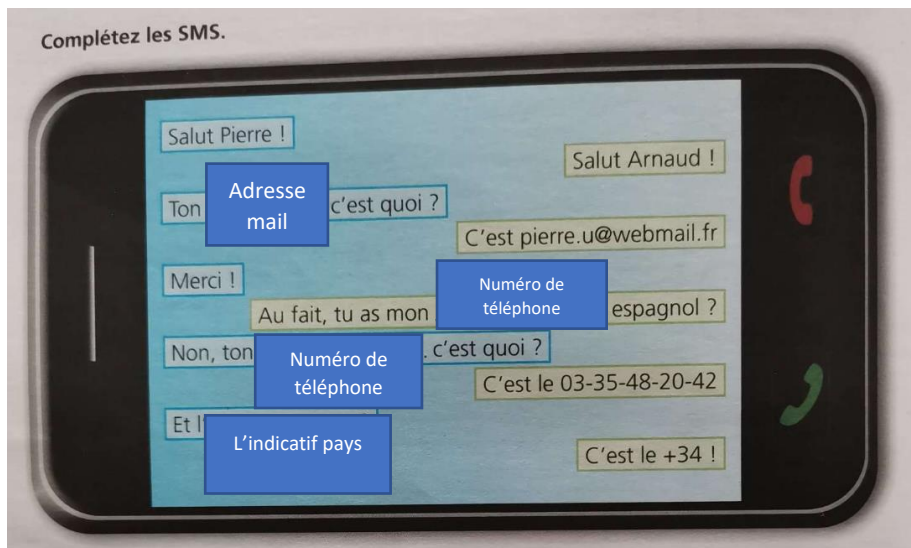 Complétez les SMS.
Salut Pierre !
Salut Arnaud !
Ton Adresse mail c'est quoi ?
C'est pierre.u@webmail.fr
Merci !
Au fait, tu as mon Numéro de téléphone espagnol ?
Non, ton Numéro de téléphone . c'est quoi ?
C'est le 03-35-48-20-42
Et l'
L'indicatif pays
C'est le +34 !